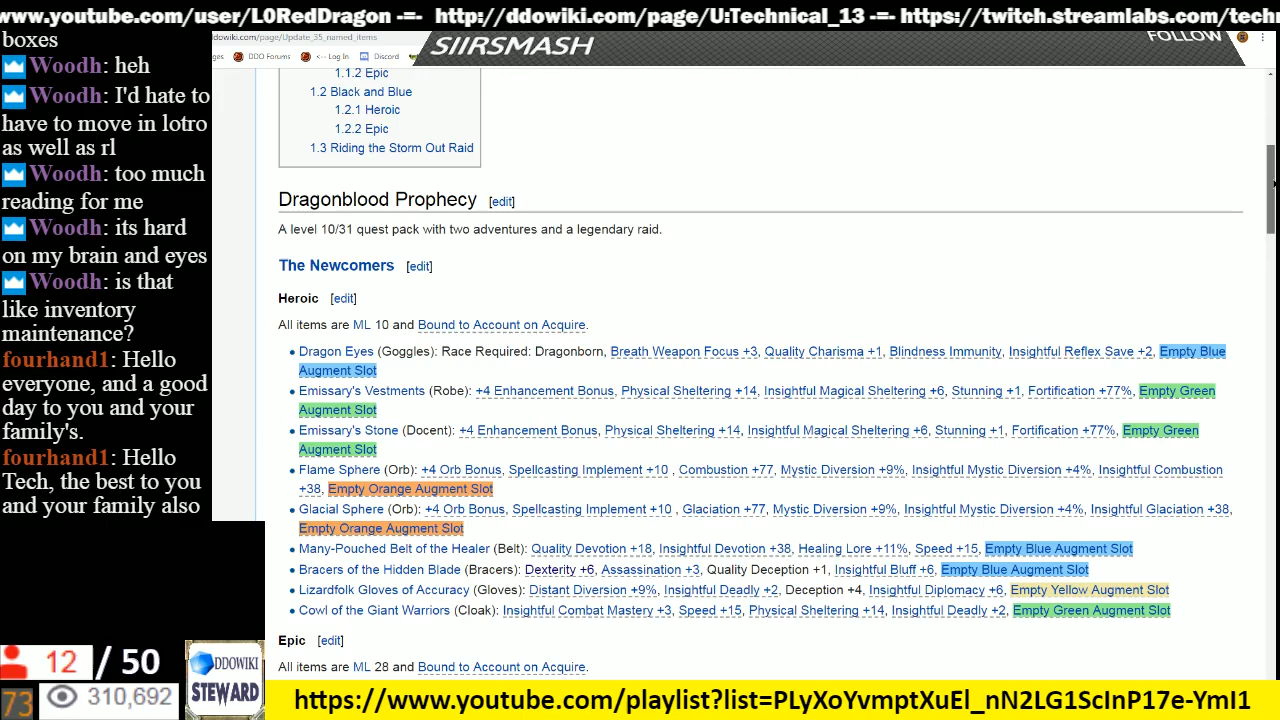 www.youtube.com/user/L0RedDragon -=- http://ddowiki.com/page/U:Technical_13 -=- https://twitch.streamlabs.com/tech
boxes
Woodh: heh
Woodh: I'd hate to
have to move in lotro
as well as rl
Woodh: too much
reading for me
Woodh: its hard
on my brain and eyes
Woodh: is that
like inventory
maintenance?
fourhand1: Hello
everyone, and a good
day to you and your
family's.
fourhand1: Hello
Tech, the best to you
and your family also
12 / 50
73 310,692
DDOWIKI
STEWARD
ddowiki.com/page/Update_35_named_items
ges DDO Forums <-- Log In Discord
SIIRSMASH
FOLLOW
1.1.2 Epic
1.2 Black and Blue
1.2.1 Heroic
1.2.2 Epic
1.3 Riding the Storm Out Raid
Dragonblood Prophecy [edit]
A level 10/31 quest pack with two adventures and a legendary raid.
The Newcomers [edit]
Heroic [edit]
All items are ML 10 and Bound to Account on Acquire.
• Dragon Eyes (Goggles): Race Required: Dragonborn, Breath Weapon Focus +3, Quality Charisma +1, Blindness Immunity, Insightful Reflex Save +2, Empty Blue
Augment Slot
• Emissary's Vestments (Robe): +4 Enhancement Bonus, Physical Sheltering +14, Insightful Magical Sheltering +6, Stunning +1, Fortification +77%, Empty Green
Augment Slot
• Emissary's Stone (Docent): +4 Enhancement Bonus, Physical Sheltering +14, Insightful Magical Sheltering +6, Stunning +1, Fortification +77%, Empty Green
Augment Slot
• Flame Sphere (Orb): +4 Orb Bonus, Spellcasting Implement +10 , Combustion +77, Mystic Diversion +9%, Insightful Mystic Diversion +4%, Insightful Combustion
+38, Empty Orange Augment Slot
• Glacial Sphere (Orb): +4 Orb Bonus, Spellcasting Implement +10 , Glaciation +77, Mystic Diversion +9%, Insightful Mystic Diversion +4%, Insightful Glaciation +38,
Empty Orange Augment Slot
• Many-Pouched Belt of the Healer (Belt): Quality Devotion +18, Insightful Devotion +38, Healing Lore +11%, Speed +15, Empty Blue Augment Slot
• Bracers of the Hidden Blade (Bracers): Dexterity +6, Assassination +3, Quality Deception +1, Insightful Bluff +6, Empty Blue Augment Slot
• Lizardfolk Gloves of Accuracy (Gloves): Distant Diversion +9%, Insightful Deadly +2, Deception +4, Insightful Diplomacy +6, Empty Yellow Augment Slot
• Cowl of the Giant Warriors (Cloak): Insightful Combat Mastery +3, Speed +15, Physical Sheltering +14, Insightful Deadly +2, Empty Green Augment Slot
Epic [edit]
All items are ML 28 and Bound to Account on Acquire.
https://www.youtube.com/playlist?list=PLyXoYvmptXuEl_nN2LG1ScInP17e-YmI1